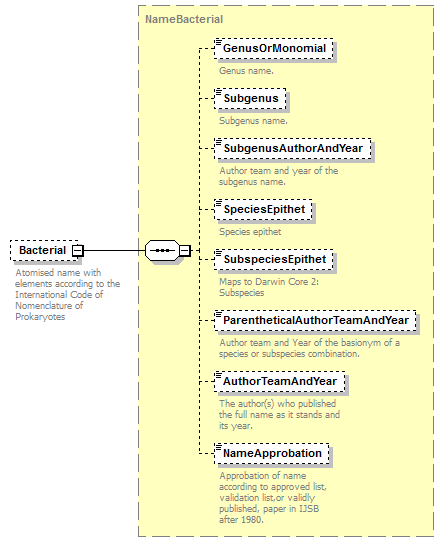 NameBacterial
GenusOrMonomial
Genus name.
Subgenus
Subgenus name.
SubgenusAuthorAndYear
Author team and year of the
subgenus name.
SpeciesEpithet
Species epithet
Bacterial
Atomised name with
elements according to the
International Code of
Nomenclature of
Prokaryotes
SubspeciesEpithet
Maps to Darwin Core 2:
Subspecies
ParentheticalAuthorTeamAndYear
Author team and Year of the basionym of a
species or subspecies combination.
AuthorTeamAndYear
The author(s) who published
the full name as it stands and
its year.
NameApprobation
Approbation of name
according to approved list,
validation list,or validly
published, paper in IJSB
after 1980.